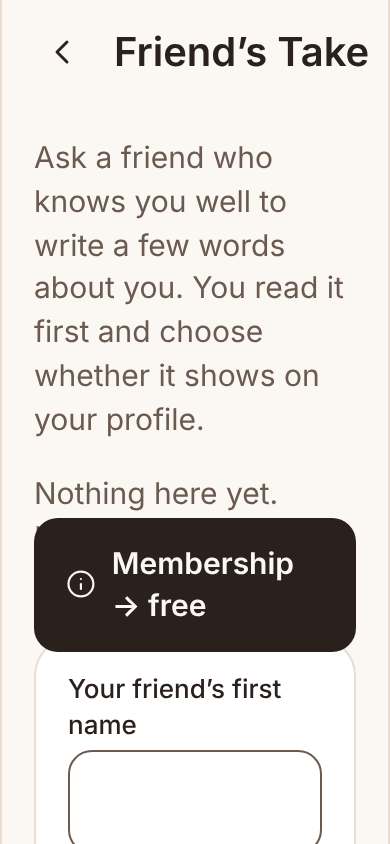 Friend’s Take
Ask a friend who
knows you well to
write a few words
about you. You read it
first and choose
whether it shows on
your profile.
Nothing here yet.
Membership
→ free
Your friend’s first
name